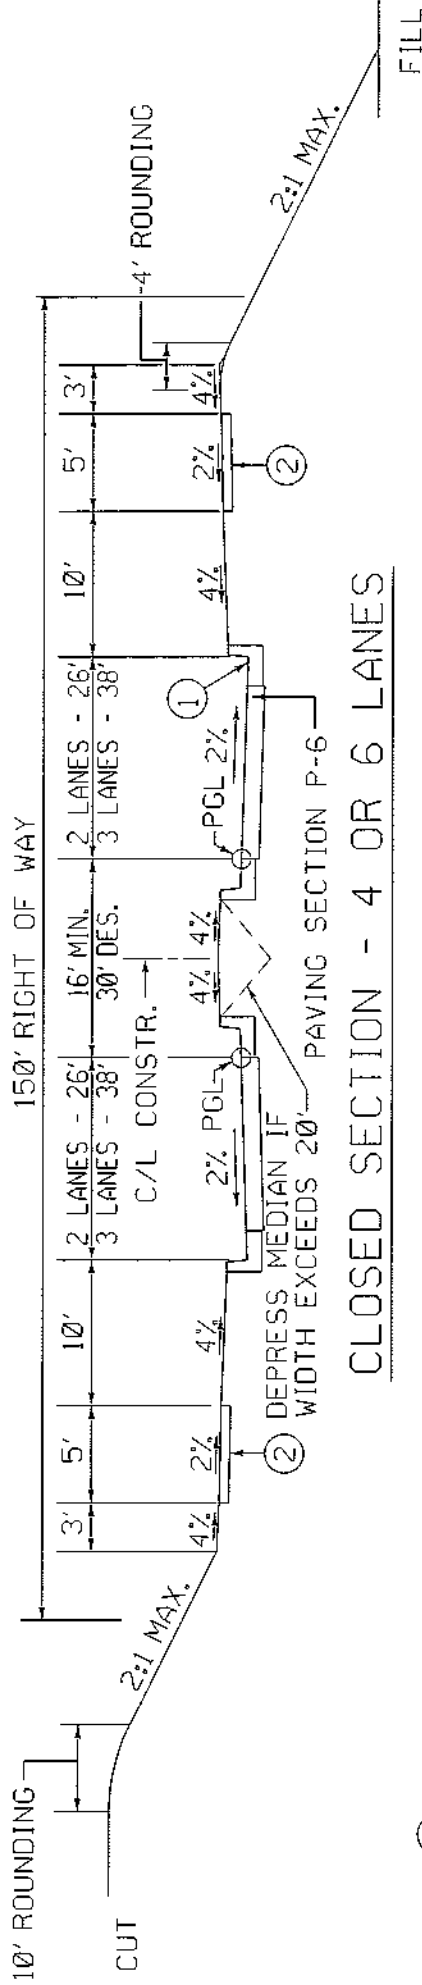 150' RIGHT OF WAY
10' ROUNDING
3'
5'
10'
2 LANES - 26'
3 LANES - 38'
16' MIN.
30' DES.
2 LANES - 26'
3 LANES - 38'
10'
5'
3'
4' ROUNDING
C/L CONSTR.
CUT
2:1 MAX.
4%
2%
4%
2%
PGL
4%
4%
PGL
2%
1
4%
2%
4%
2:1 MAX.
FILL
2
2
DEPRESS MEDIAN IF
WIDTH EXCEEDS 20'
PAVING SECTION P-6
CLOSED SECTION - 4 OR 6 LANES